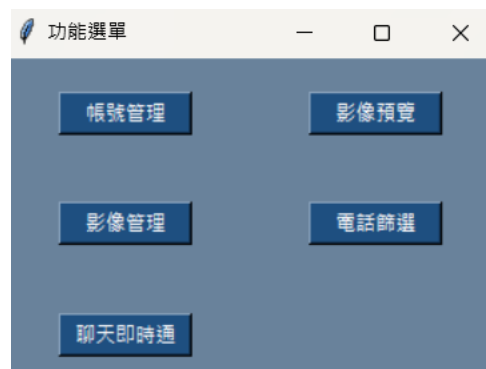 功能選單
帳號管理
影像預覽
影像管理
電話篩選
聊天即時通